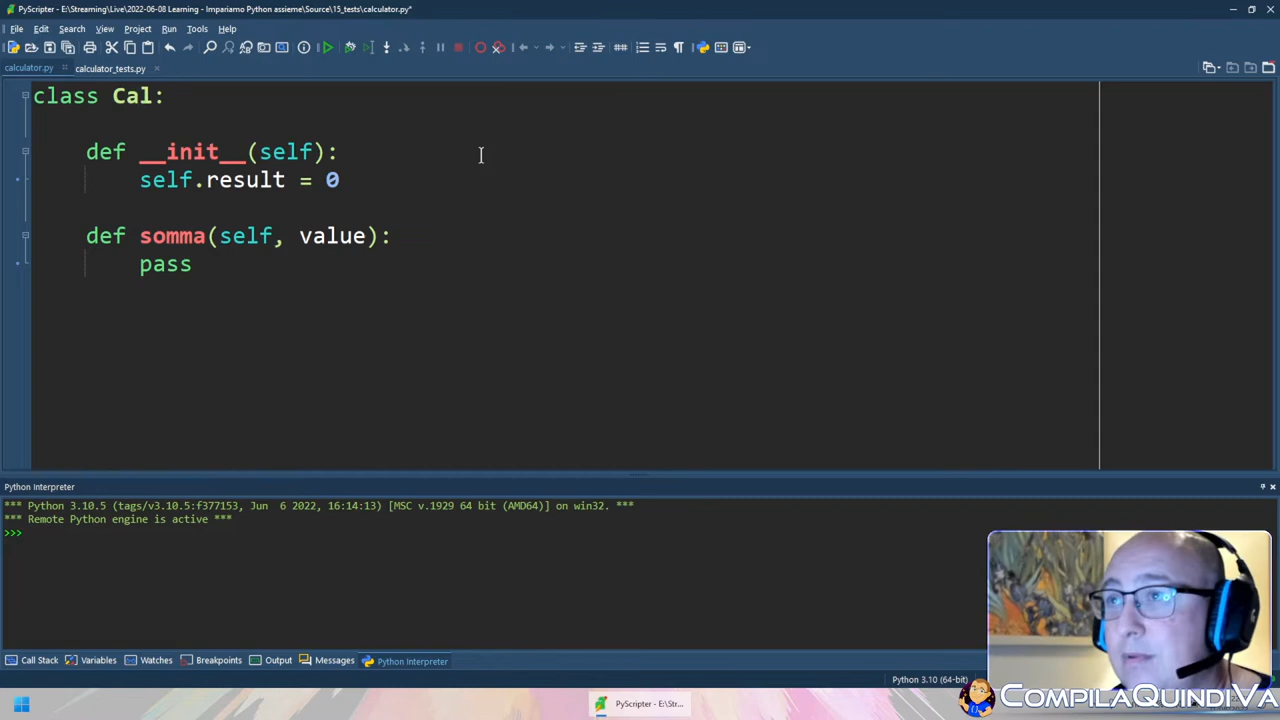 PyScripter - E:\Streaming\Live\2022-06-08 Learning - Impariamo Python assieme\Source\15_tests\calculator.py*
File Edit Search View Project Run Tools Help
calculator.py calculator_tests.py
class Cal:
def __init__(self):
self.result = 0
def somma(self, value):
pass
Python Interpreter
*** Python 3.10.5 (tags/v3.10.5:f377153, Jun 6 2022, 16:14:13) [MSC v.1929 64 bit (AMD64)] on win32. ***
*** Remote Python engine is active ***
>>>
Call Stack Variables Watches Breakpoints Output Messages Python Interpreter
Python 3.10 (64-bit)
PyScripter - E:\Str...
CompilaQuindiVa